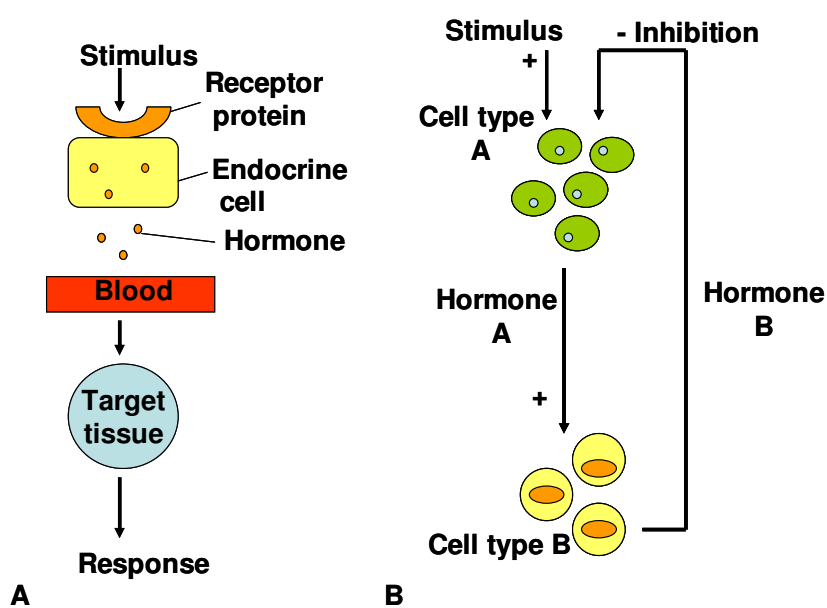 Stimulus
Receptor
protein
Endocrine
cell
Hormone
Blood
Target
tissue
Response
A
Stimulus
- Inhibition
+
Cell type
A
Hormone
A
Hormone
B
+
Cell type B
B